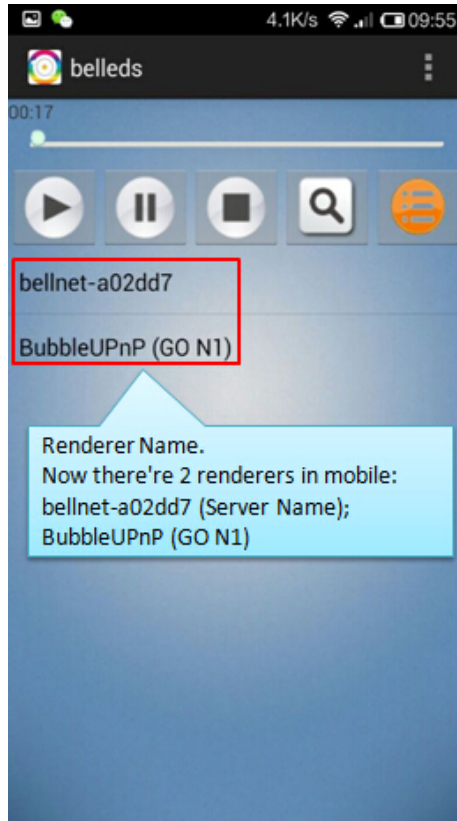 4.1K/s 09:55
belleds
00:17
bellnet-a02dd7
BubbleUPnP (GO N1)
Renderer Name.
Now there're 2 renderers in mobile:
bellnet-a02dd7 (Server Name);
BubbleUPnP (GO N1)